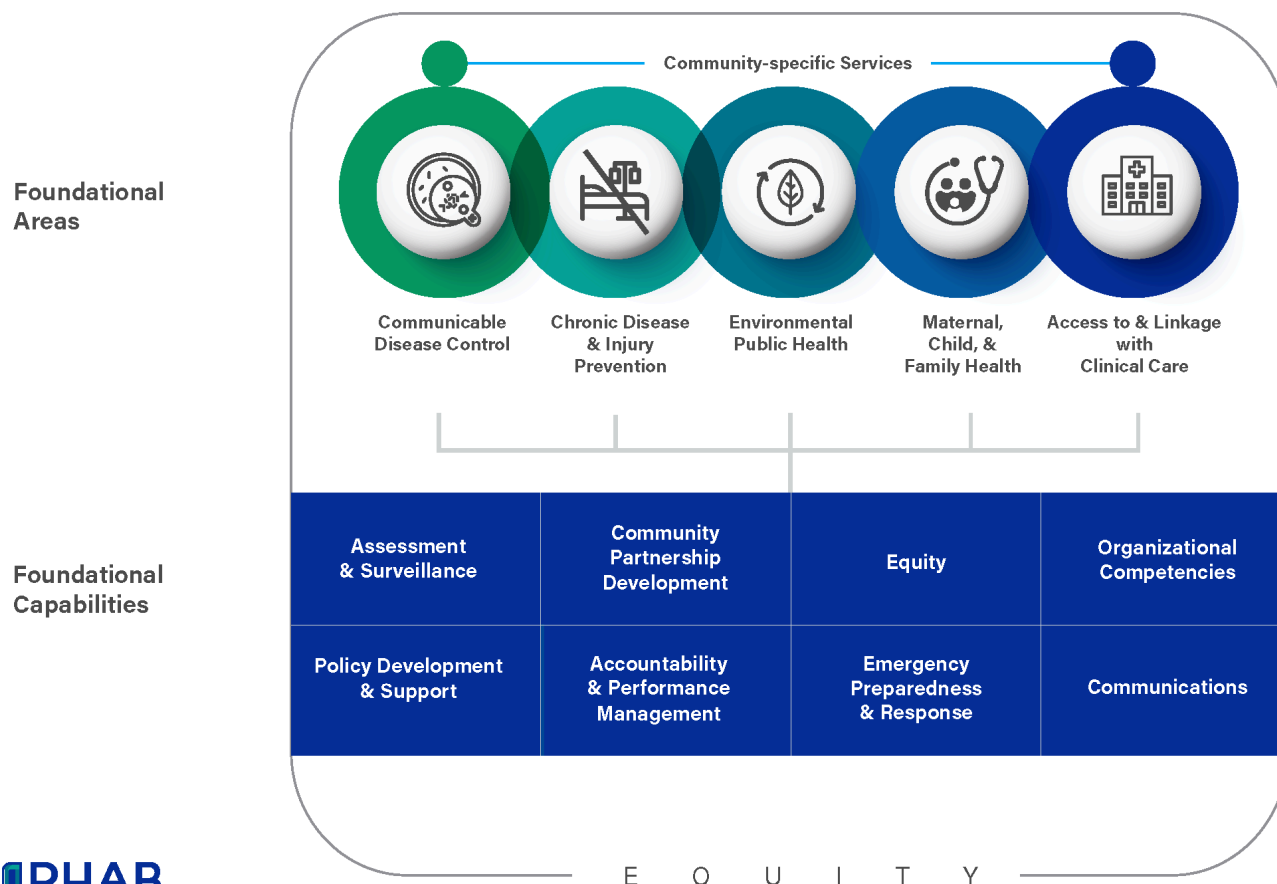 Community-specific Services
Foundational
Areas
Communicable
Disease Control
Chronic Disease
& Injury
Prevention
Environmental
Public Health
Maternal,
Child, &
Family Health
Access to & Linkage
with
Clinical Care
Foundational
Capabilities
Assessment
& Surveillance
Community
Partnership
Development
Equity
Organizational
Competencies
Policy Development
& Support
Accountability
& Performance
Management
Emergency
Preparedness
& Response
Communications
PHAB
E Q U I T Y